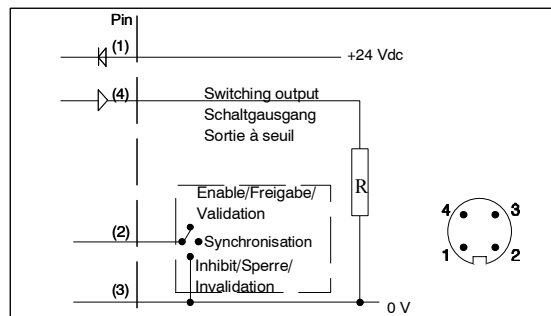 Pin
(1)
+24 Vdc
(4)
Switching output
Schaltgausgang
Sortie à seuil
R
Enable/Freigabe/
Validation
(2)
Synchronisation
Inhibit/Sperre/
Invalidation
(3)
0 V
4
3
1
2